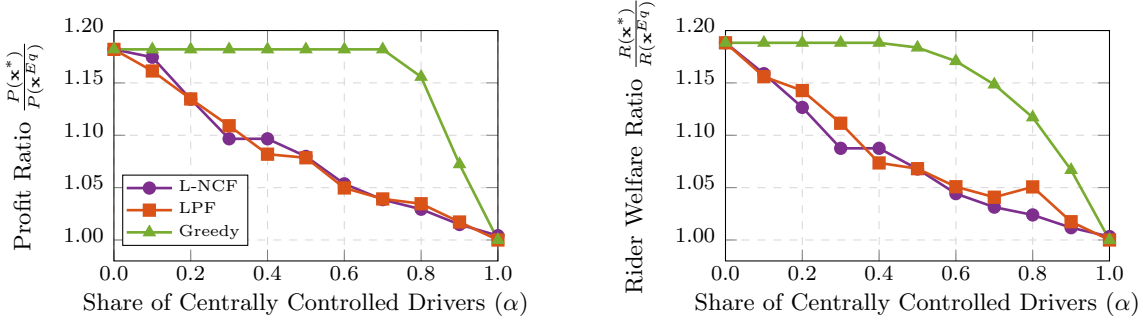 Profit Ratio P(x*)/P(x^Eq)
1.20
1.15
1.10
1.05
1.00
L-NCF
LPF
Greedy
0.0 0.2 0.4 0.6 0.8 1.0
Share of Centrally Controlled Drivers (α)
Rider Welfare Ratio R(x*)/R(x^Eq)
1.20
1.15
1.10
1.05
1.00
0.0 0.2 0.4 0.6 0.8 1.0
Share of Centrally Controlled Drivers (α)